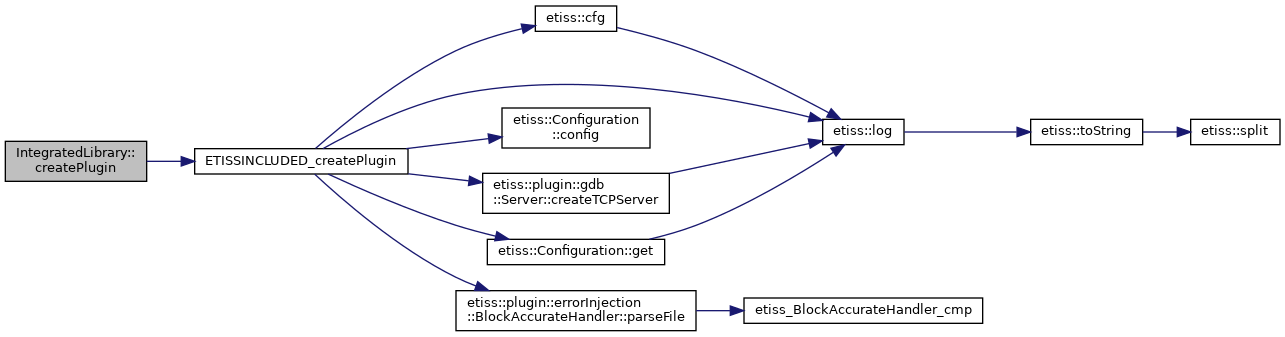 IntegratedLibrary::
createPlugin
ETISSINCLUDED_createPlugin
etiss::cfg
etiss::Configuration
::config
etiss::plugin::gdb
::Server::createTCPServer
etiss::Configuration::get
etiss::plugin::errorInjection
::BlockAccurateHandler::parseFile
etiss::log
etiss::toString
etiss::split
etiss_BlockAccurateHandler_cmp